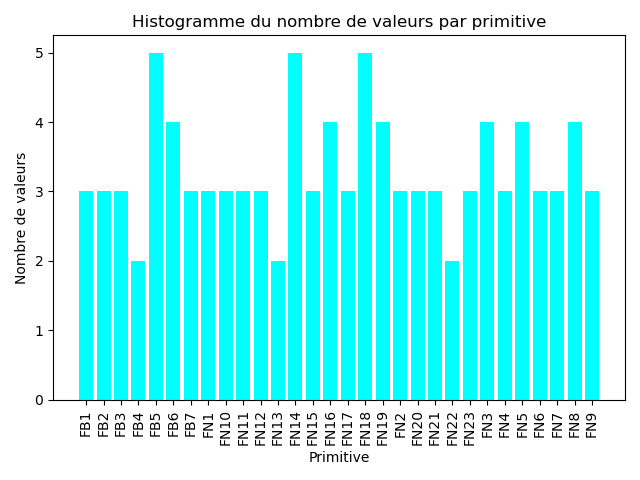 Histogramme du nombre de valeurs par primitive
5
4
3
2
1
0
Nombre de valeurs
FB1 FB2 FB3 FB4 FB5 FB6 FB7 FN1 FN10 FN11 FN12 FN13 FN14 FN15 FN16 FN17 FN18 FN19 FN2 FN20 FN21 FN22 FN23 FN3 FN4 FN5 FN6 FN7 FN8 FN9
Primitive